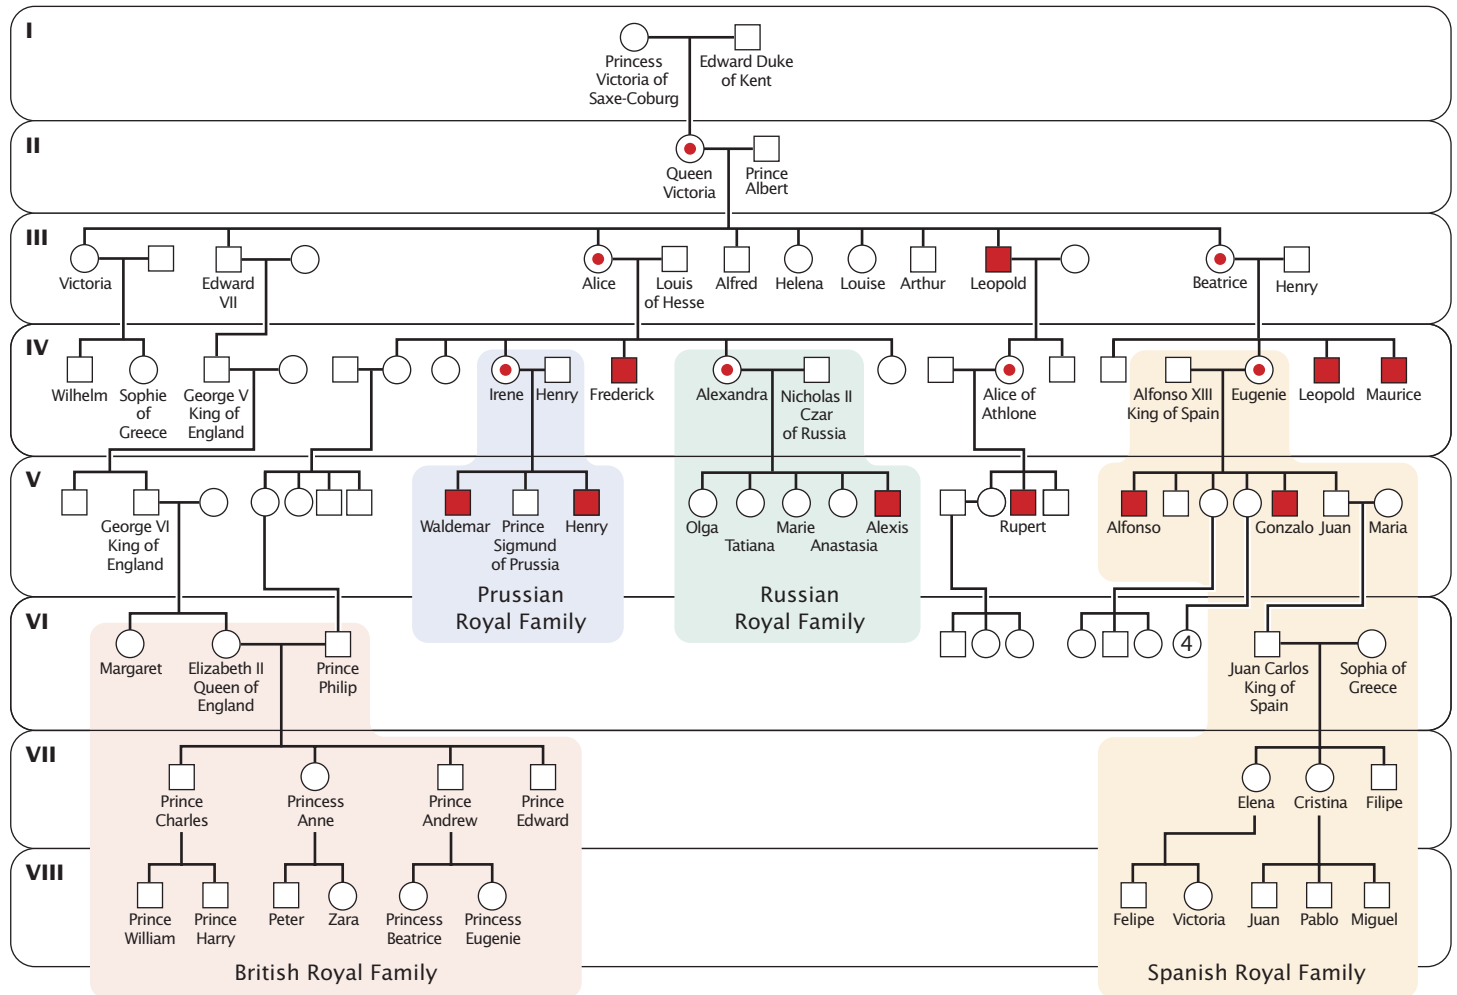 I
Princess
Victoria of
Saxe-Coburg
Edward Duke
of Kent
II
Queen
Victoria
Prince
Albert
III
Victoria
Edward
VII
Alice
Louis
of Hesse
Alfred
Helena
Louise
Arthur
Leopold
Beatrice
Henry
IV
Wilhelm
Sophie
of
Greece
George V
King of
England
Irene
Henry
Frederick
Alexandra
Nicholas II
Czar
of Russia
Alice of
Athlone
Alfonso XIII
King of Spain
Eugenie
Leopold
Maurice
V
George VI
King of
England
Waldemar
Prince
Sigmund
of Prussia
Henry
Prussian
Royal Family
Olga
Tatiana
Marie
Anastasia
Alexis
Russian
Royal Family
Rupert
Alfonso
Gonzalo
Juan
Maria
VI
Margaret
Elizabeth II
Queen of
England
Prince
Philip
4
Juan Carlos
King of
Spain
Sophia of
Greece
VII
Prince
Charles
Princess
Anne
Prince
Andrew
Prince
Edward
Elena
Cristina
Filipe
VIII
Prince
William
Prince
Harry
Peter
Zara
Princess
Beatrice
Princess
Eugenie
Felipe
Victoria
Juan
Pablo
Miguel
British Royal Family
Spanish Royal Family